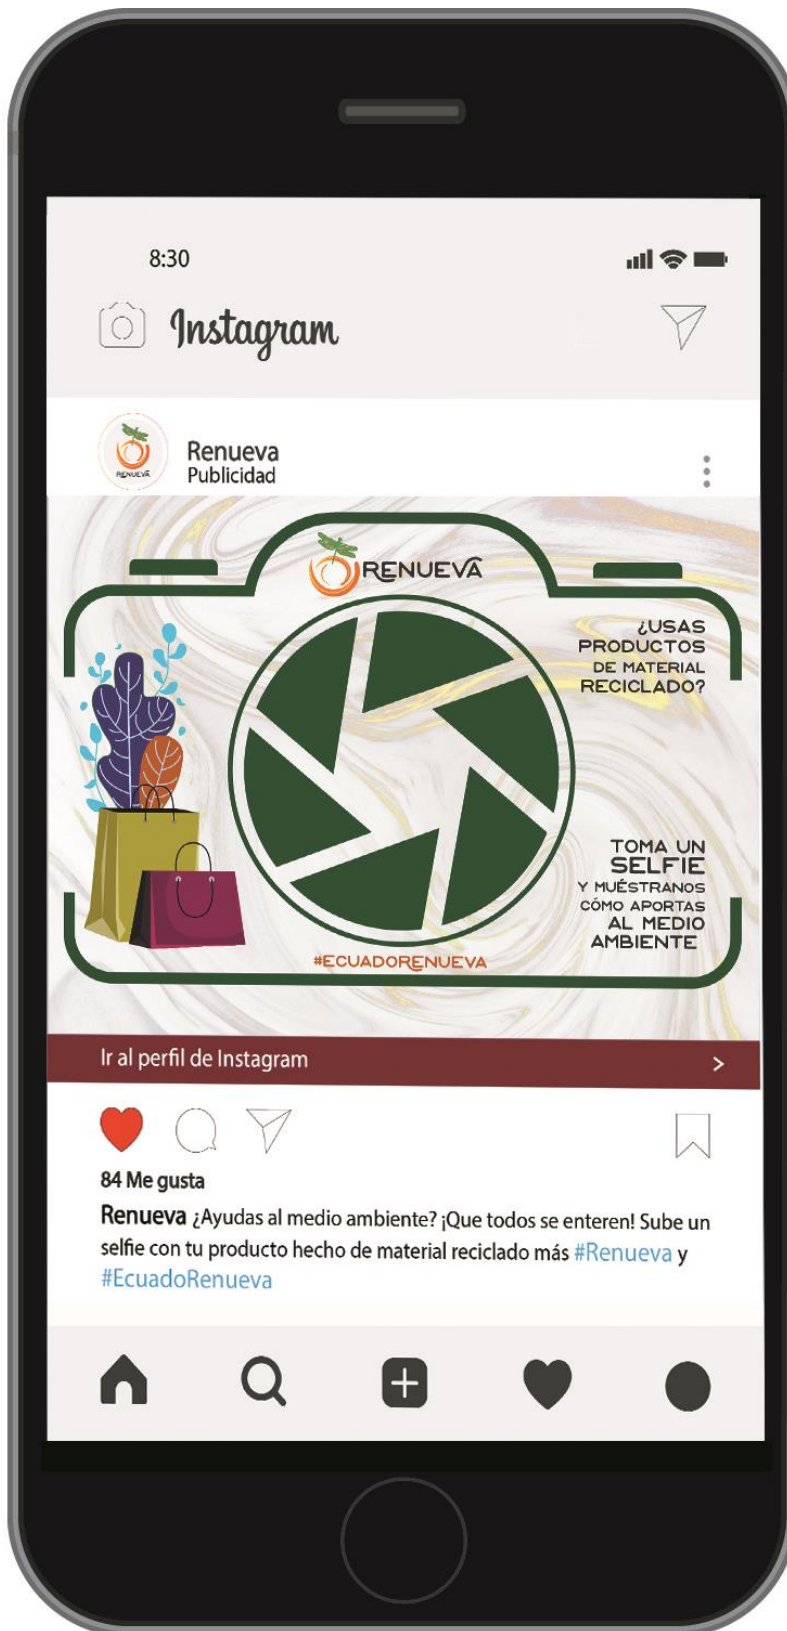 8:30
Instagram
RENUEVA
Renueva
Publicidad
RENUEVA
¿USAS
PRODUCTOS
DE MATERIAL
RECICLADO?
TOMA UN
SELFIE
Y MUÉSTRANOS
CÓMO APORTAS
AL MEDIO
AMBIENTE
#ECUADORENUEVA
Ir al perfil de Instagram
84 Me gusta
Renueva ¿Ayudas al medio ambiente? ¡Que todos se enteren! Sube un
selfie con tu producto hecho de material reciclado más #Renueva y
#EcuadoRenueva